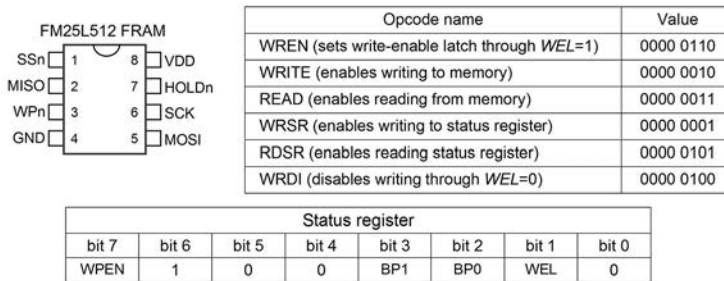 FM25L512 FRAM
SSn 1 8 VDD
MISO 2 7 HOLDn
WPn 3 6 SCK
GND 4 5 MOSI
Opcode name Value
WREN (sets write-enable latch through WEL=1) 0000 0110
WRITE (enables writing to memory) 0000 0010
READ (enables reading from memory) 0000 0011
WRSR (enables writing to status register) 0000 0001
RDSR (enables reading status register) 0000 0101
WRDI (disables writing through WEL=0) 0000 0100
Status register
bit 7 bit 6 bit 5 bit 4 bit 3 bit 2 bit 1 bit 0
WPEN 1 0 0 BP1 BP0 WEL 0